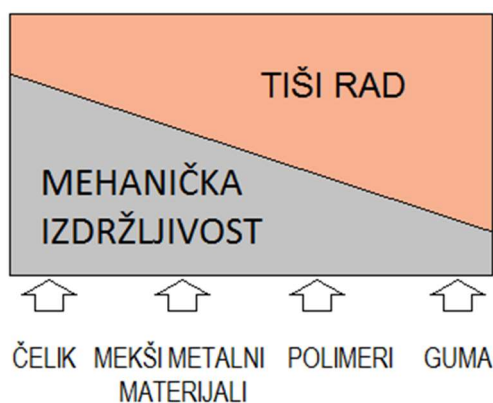 TIŠI RAD
MEHANIČKA
IZDRŽLJIVOST
ČELIK
MEKŠI METALNI
MATERIJALI
POLIMERI
GUMA